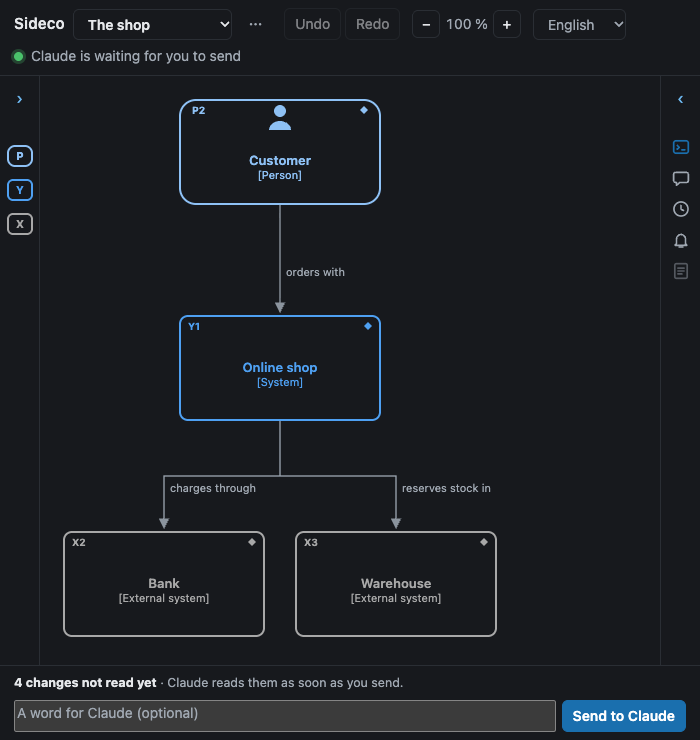 Sideco
The shop
Undo
Redo
− 100 % +
English
Claude is waiting for you to send
P
Y
X
P2
Customer
[Person]
orders with
Y1
Online shop
[System]
charges through
reserves stock in
X2
Bank
[External system]
X3
Warehouse
[External system]
4 changes not read yet · Claude reads them as soon as you send.
A word for Claude (optional)
Send to Claude